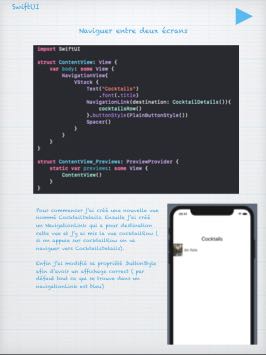 SwiftUI
Naviguer entre deux écrans
import SwiftUI
struct ContentView: View {
var body: some View {
NavigationView{
VStack {
Text("Cocktails")
.font(.title)
NavigationLink(destination: CocktailDetails()){
cocktailsRow()
}.buttonStyle(PlainButtonStyle())
Spacer()
}
}
}
}
struct ContentView_Previews: PreviewProvider {
static var previews: some View {
ContentView()
}
}
Pour commencer j'ai créé une nouvelle vue
nommé CocktailDetails. Ensuite j'ai créé
un NavigationLink qui a pour destination
cette vue et j'y ai mis la vue cocktailRow (
si on appuie sur cocktailRow on va
naviguer vers CocktailDetails).
Enfin j'ai modifié sa propriété .ButtonStyle
afin d'avoir un affichage correct ( par
défaut tout ce qui se trouve dans un
navigationLink est bleu)
Cocktails